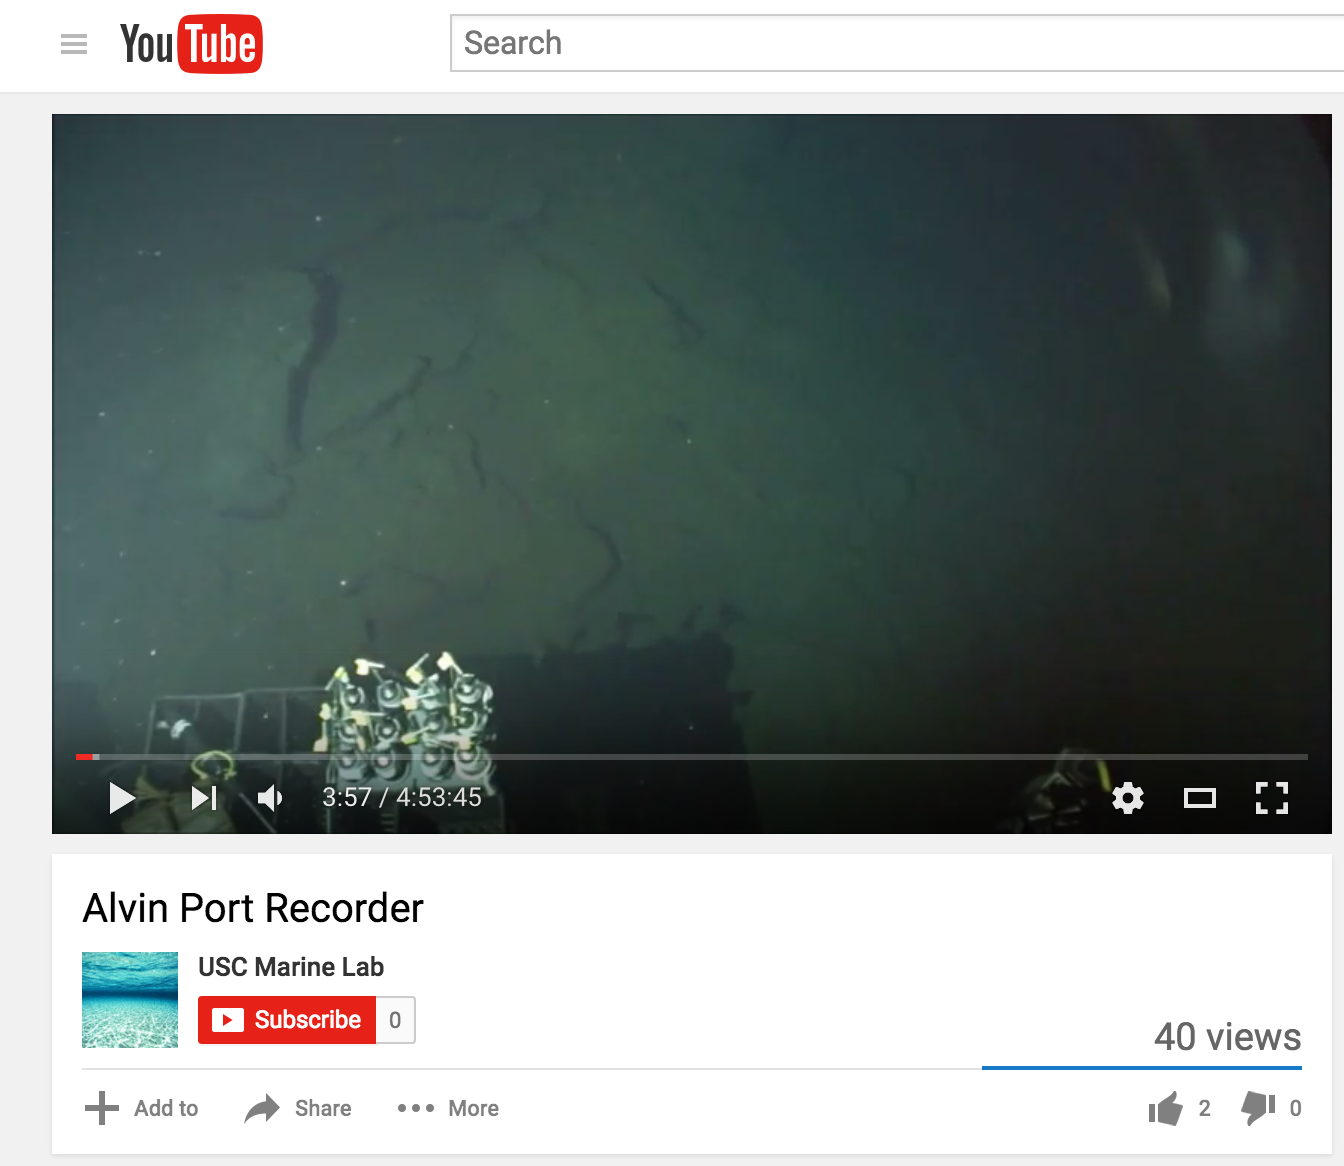 YouTube
Search
3:57 / 4:53:45
Alvin Port Recorder
USC Marine Lab
Subscribe 0
40 views
Add to Share More 2 0